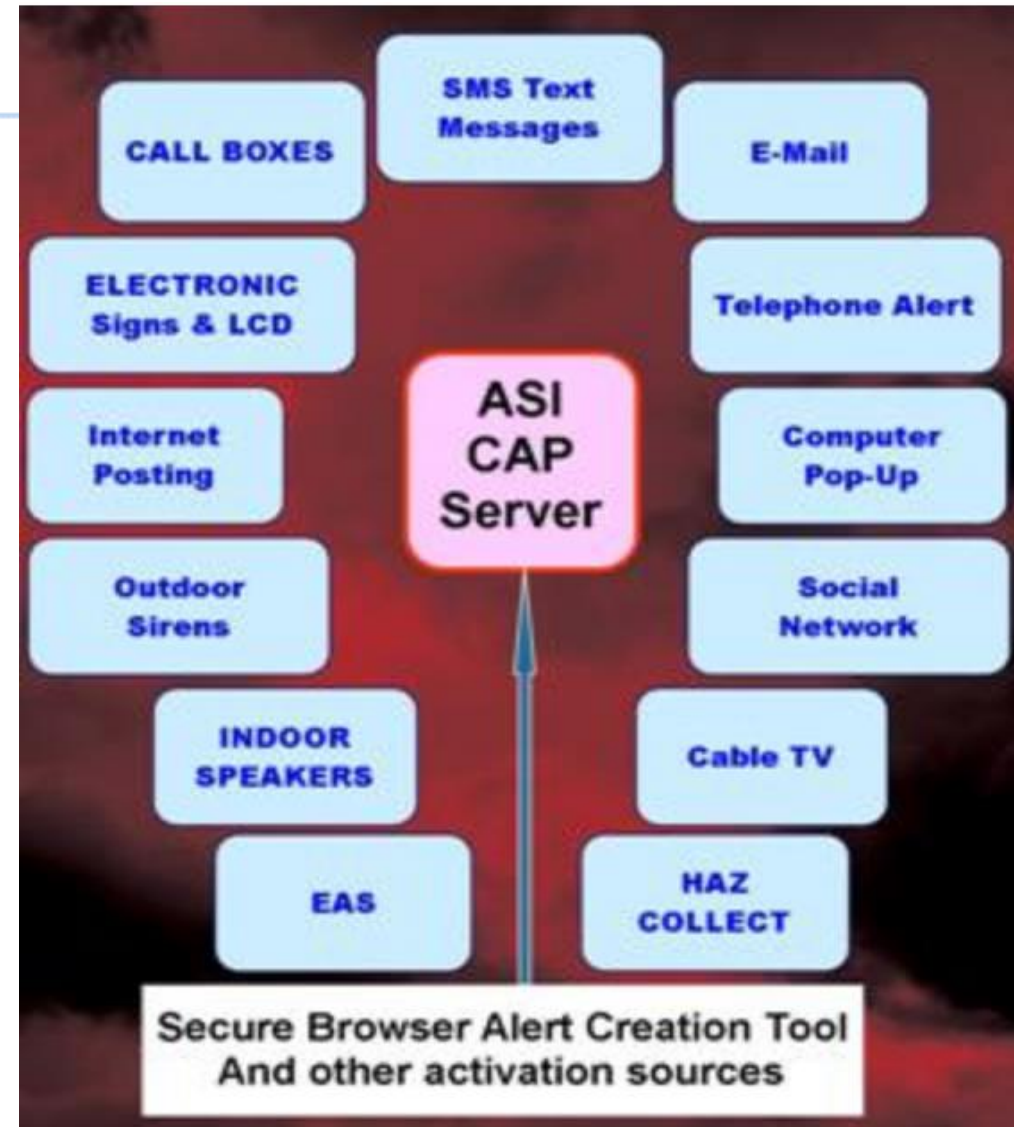 SMS Text
Messages
CALL BOXES
E-Mail
ELECTRONIC
Signs & LCD
Telephone Alert
ASI
CAP
Server
Internet
Posting
Computer
Pop-Up
Outdoor
Sirens
Social
Network
INDOOR
SPEAKERS
Cable TV
EAS
HAZ
COLLECT
Secure Browser Alert Creation Tool
And other activation sources